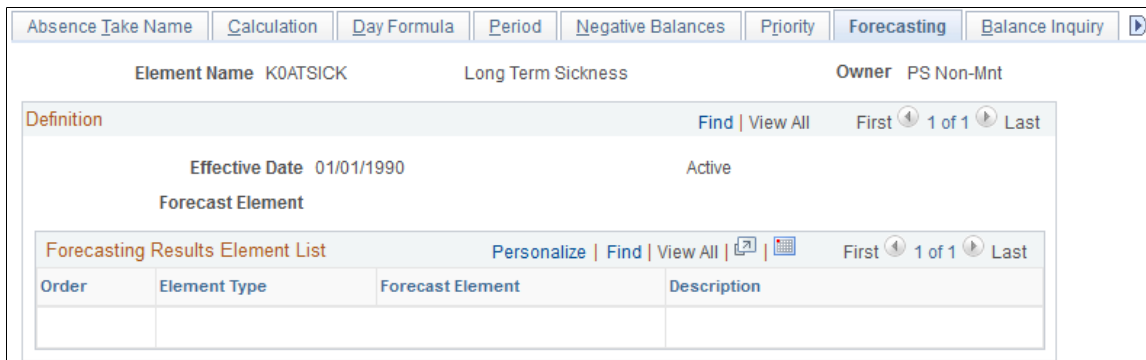 Absence Take Name Calculation Day Formula Period Negative Balances Priority Forecasting Balance Inquiry
Element Name K0ATSICK Long Term Sickness Owner PS Non-Mnt
Definition Find | View All First 1 of 1 Last
Effective Date 01/01/1990 Active
Forecast Element
Forecasting Results Element List Personalize | Find | View All | | First 1 of 1 Last
Order Element Type Forecast Element Description